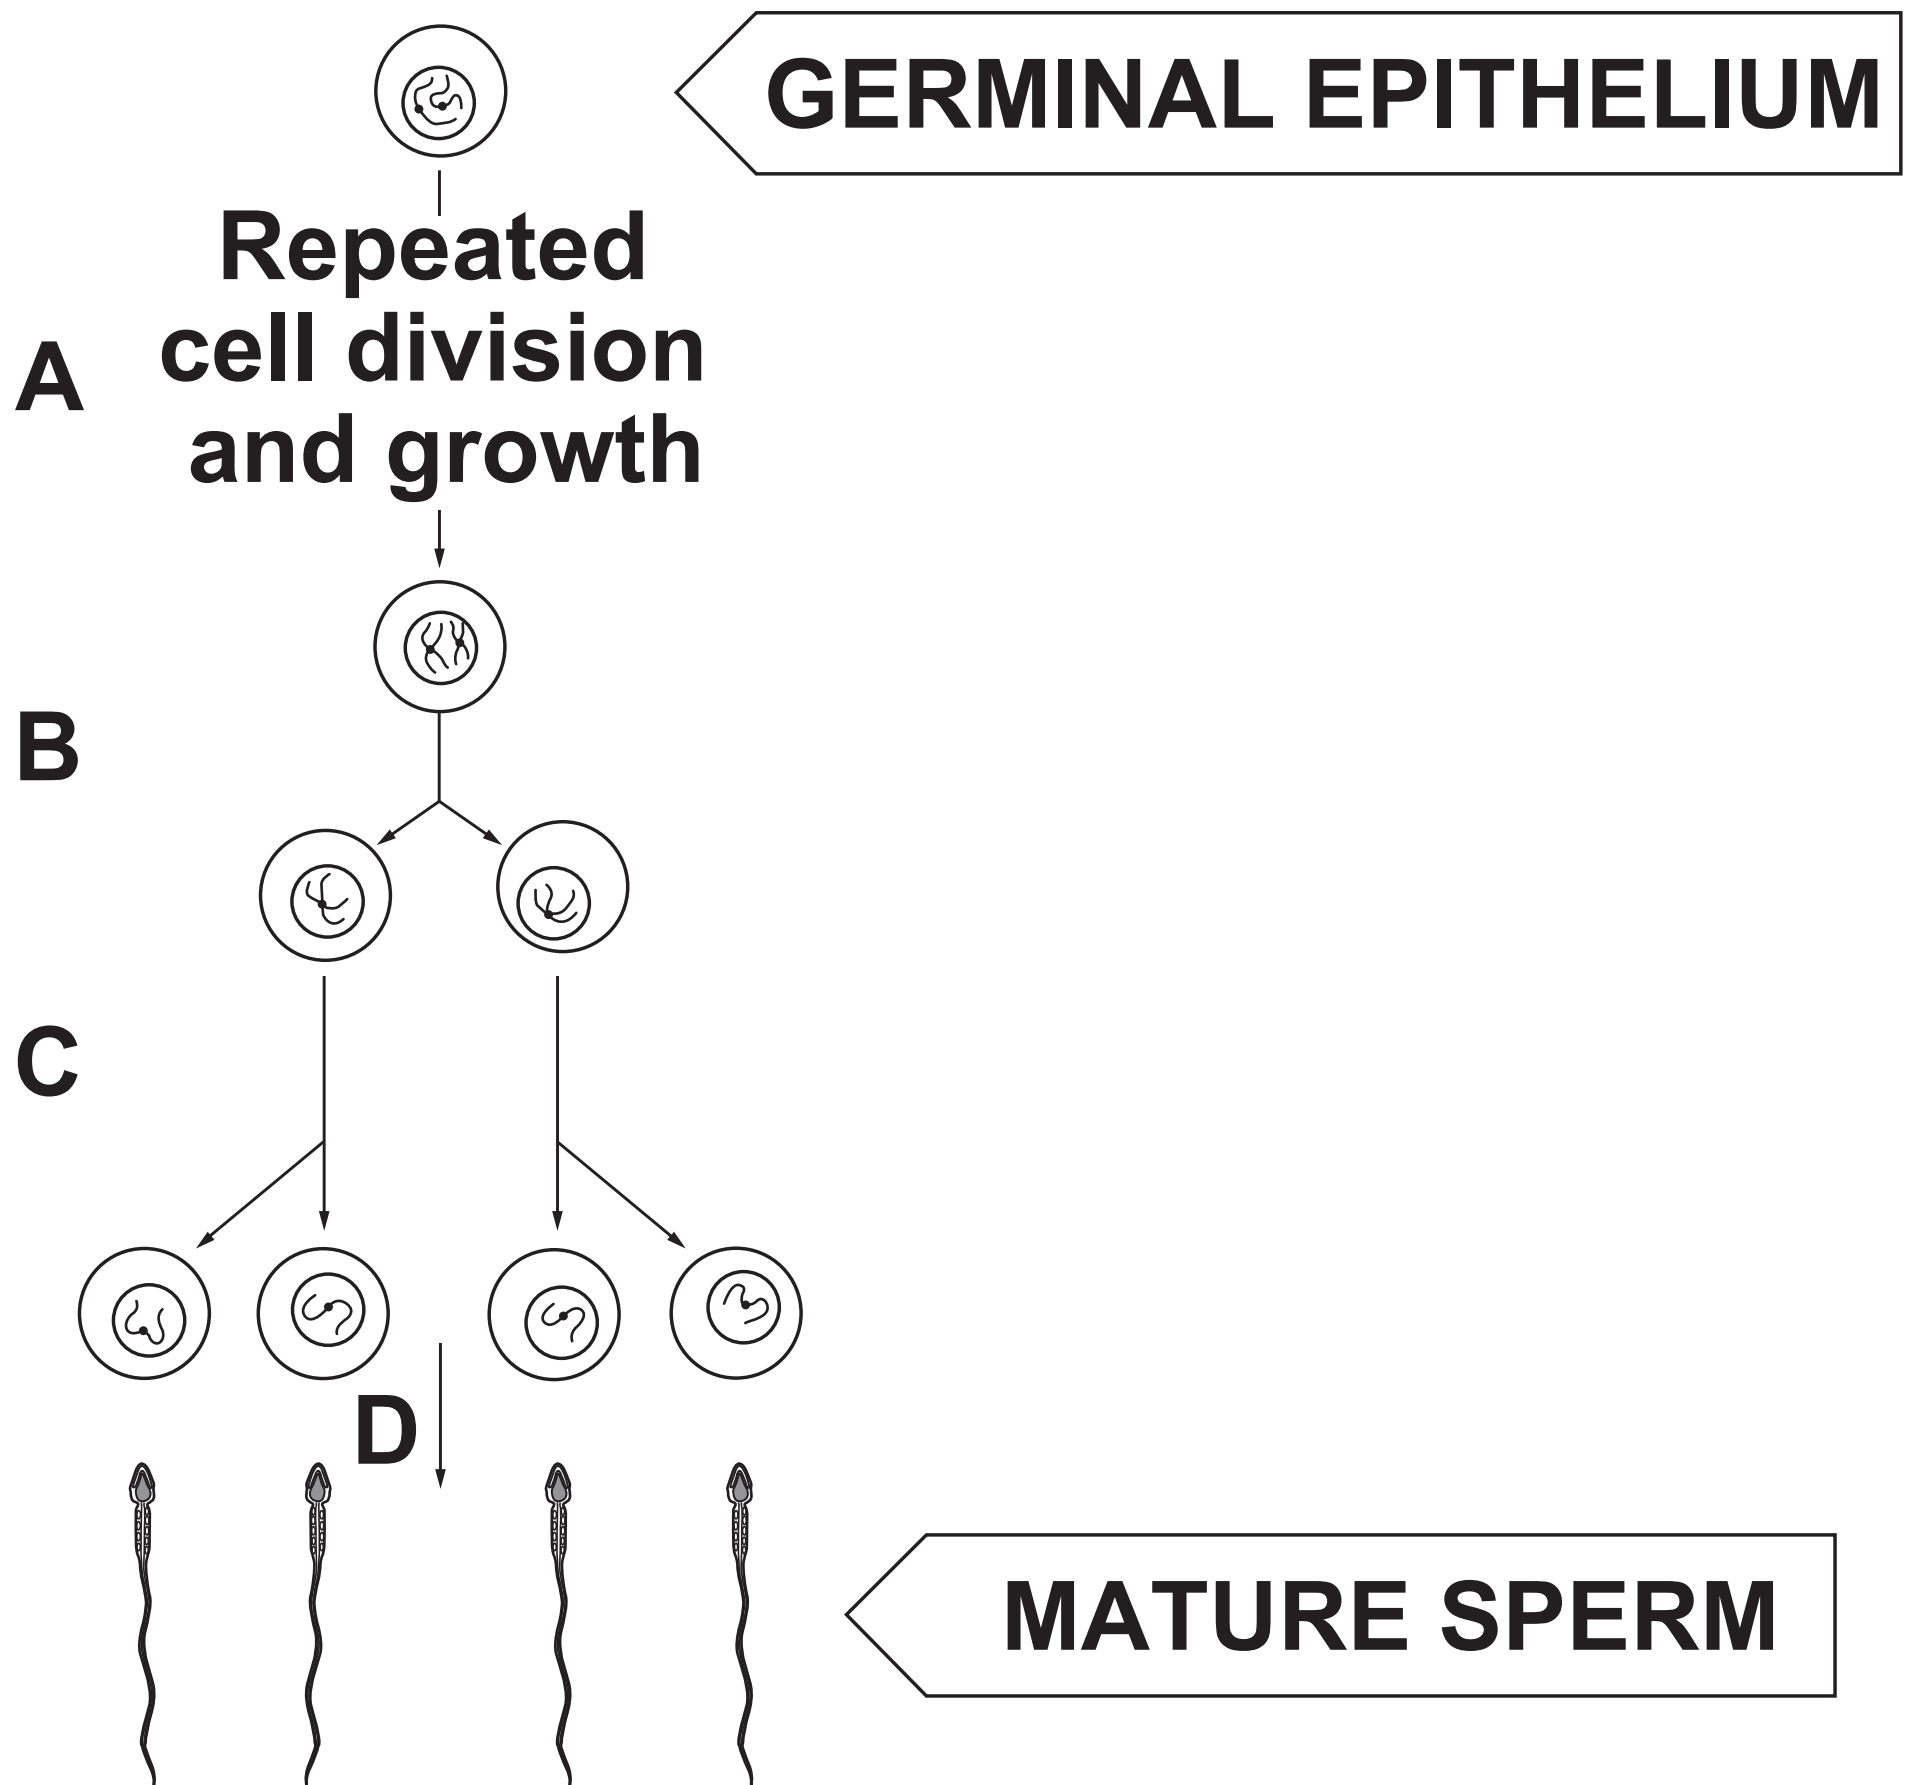 GERMINAL EPITHELIUM
Repeated
cell division
and growth
A
B
C
D
MATURE SPERM